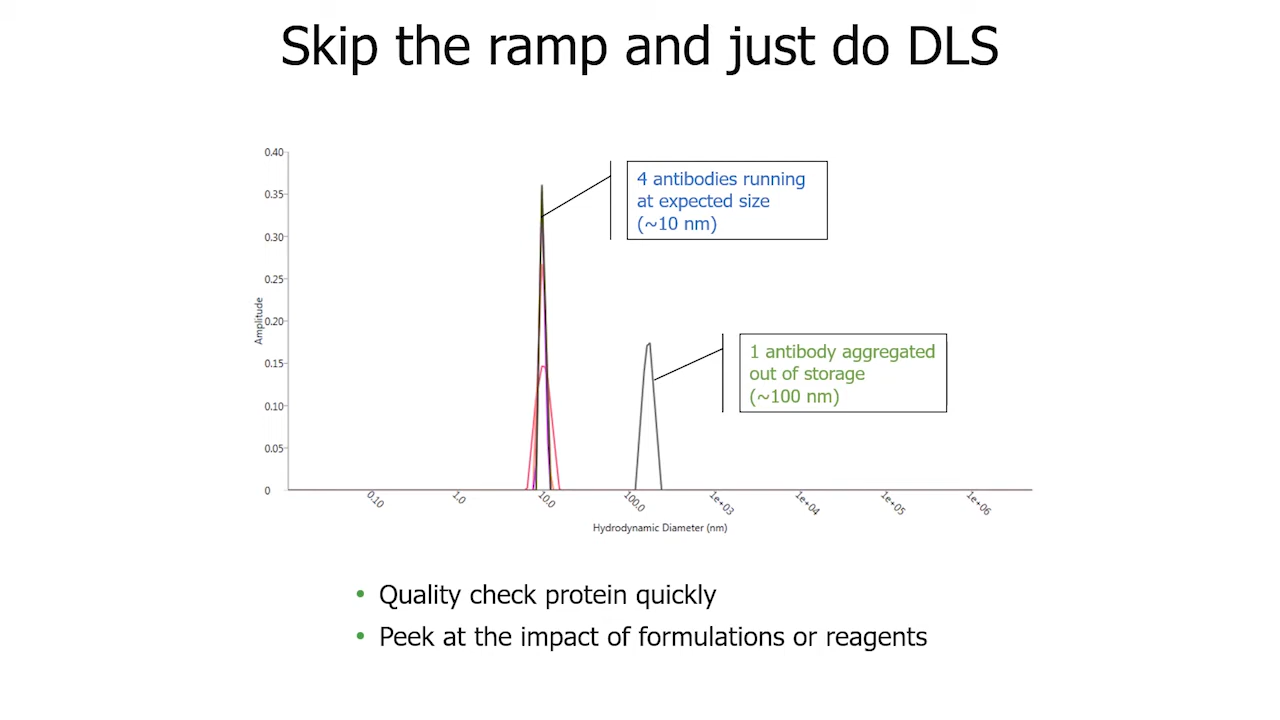 Skip the ramp and just do DLS
0.40
0.35
0.30
0.25
0.20
0.15
0.10
0.05
0
Amplitude
4 antibodies running
at expected size
(~10 nm)
1 antibody aggregated
out of storage
(~100 nm)
0.10
1.0
10.0
100.0
1e+03
1e+04
1e+05
1e+06
Hydrodynamic Diameter (nm)
• Quality check protein quickly
• Peek at the impact of formulations or reagents